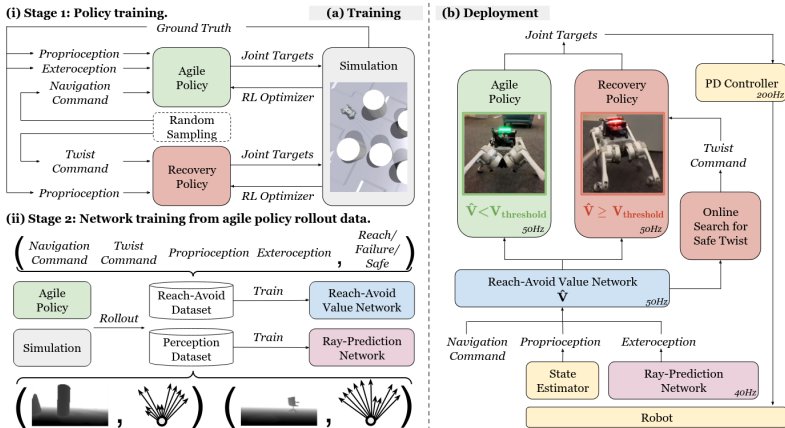 (i) Stage 1: Policy training.
(a) Training
Ground Truth
Proprioception
Exteroception
Navigation
Command
Agile
Policy
Joint Targets
RL Optimizer
Simulation
Random
Sampling
Twist
Command
Proprioception
Recovery
Policy
Joint Targets
RL Optimizer
(ii) Stage 2: Network training from agile policy rollout data.
( Navigation
Command
Twist
Command
Proprioception
Exteroception
,
Reach/
Failure/
Safe )
Agile
Policy
Simulation
Rollout
Reach-Avoid
Dataset
Train
Reach-Avoid
Value Network
Perception
Dataset
Train
Ray-Prediction
Network
( , ) ( , )
(b) Deployment
Joint Targets
Agile
Policy
V̂<V_threshold
50Hz
Recovery
Policy
V̂ ≥ V_threshold
50Hz
PD Controller
200Hz
Twist
Command
Online
Search for
Safe Twist
Reach-Avoid Value Network
V̂
50Hz
Navigation
Command
Proprioception
Exteroception
State
Estimator
Ray-Prediction
Network
40Hz
Robot